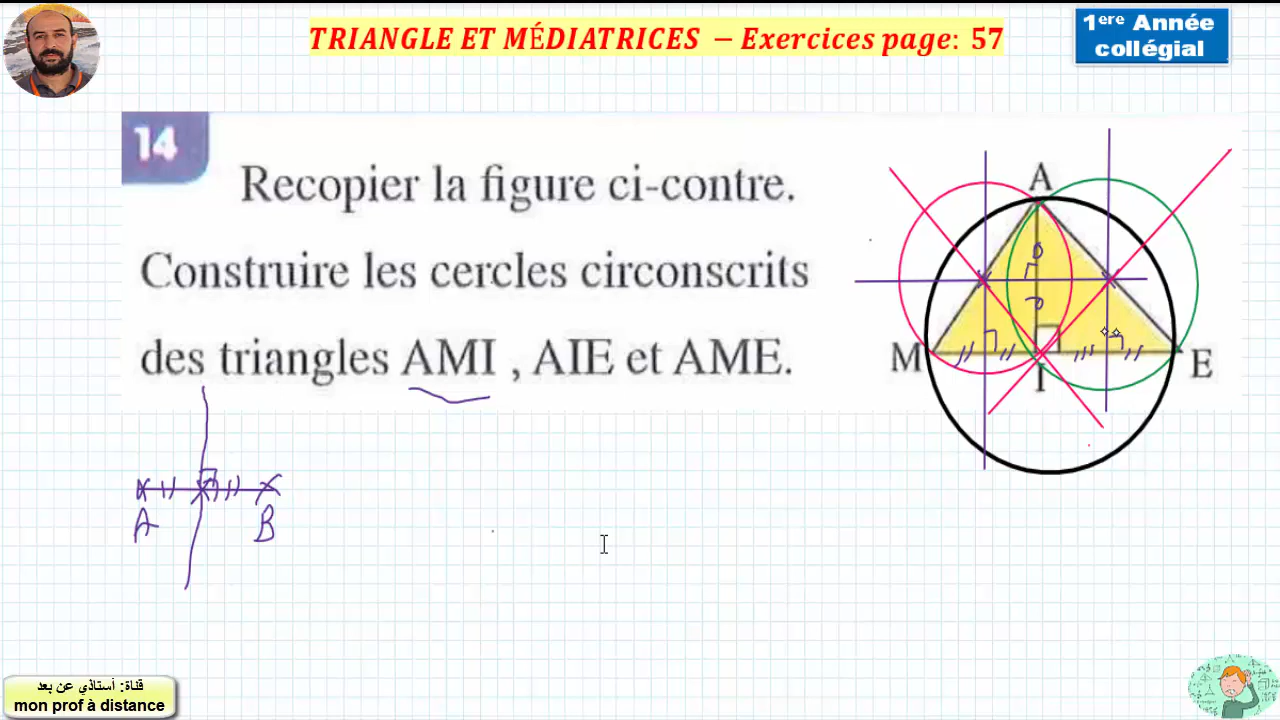 TRIANGLE ET MÉDIATRICES – Exercices page: 57
1ere Année
collégial
14
Recopier la figure ci-contre.
Construire les cercles circonscrits
des triangles AMI , AIE et AME.
A
M
I
E
A
B
قناة: أستاذي عن بعد
mon prof à distance